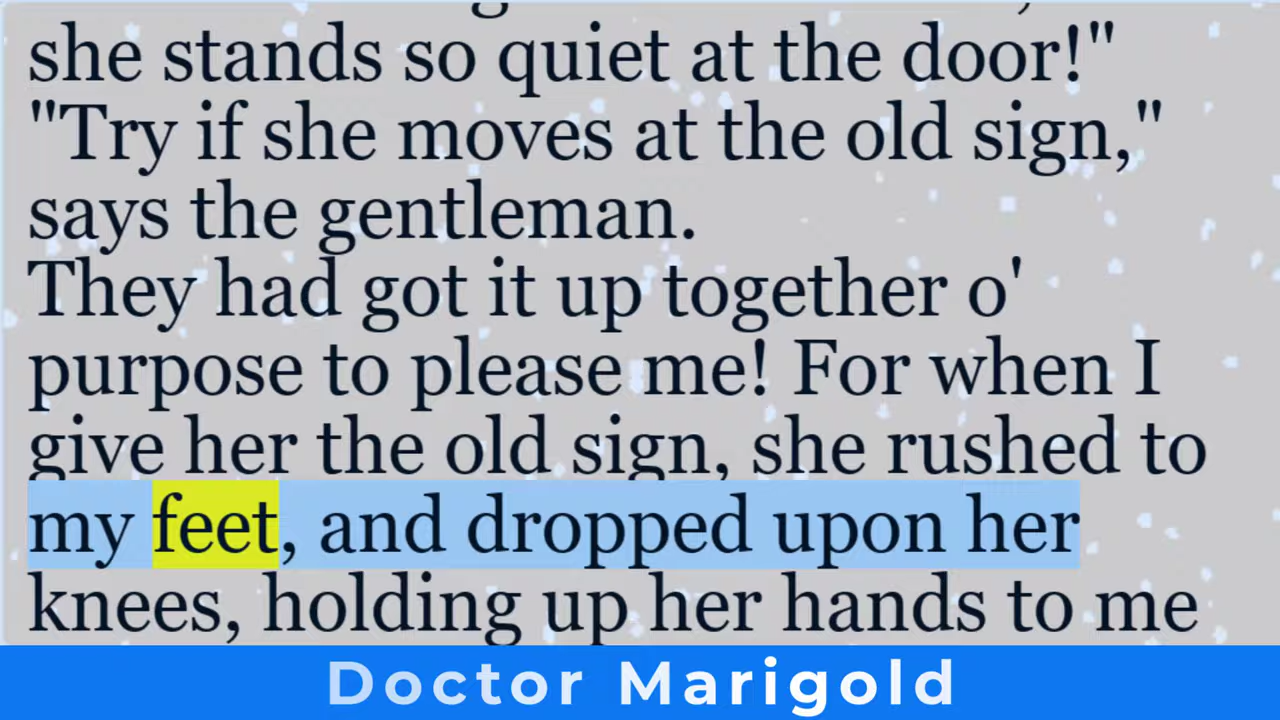 she stands so quiet at the door!"
"Try if she moves at the old sign,"
says the gentleman.
They had got it up together o'
purpose to please me! For when I
give her the old sign, she rushed to
my feet, and dropped upon her
knees, holding up her hands to me
Doctor Marigold